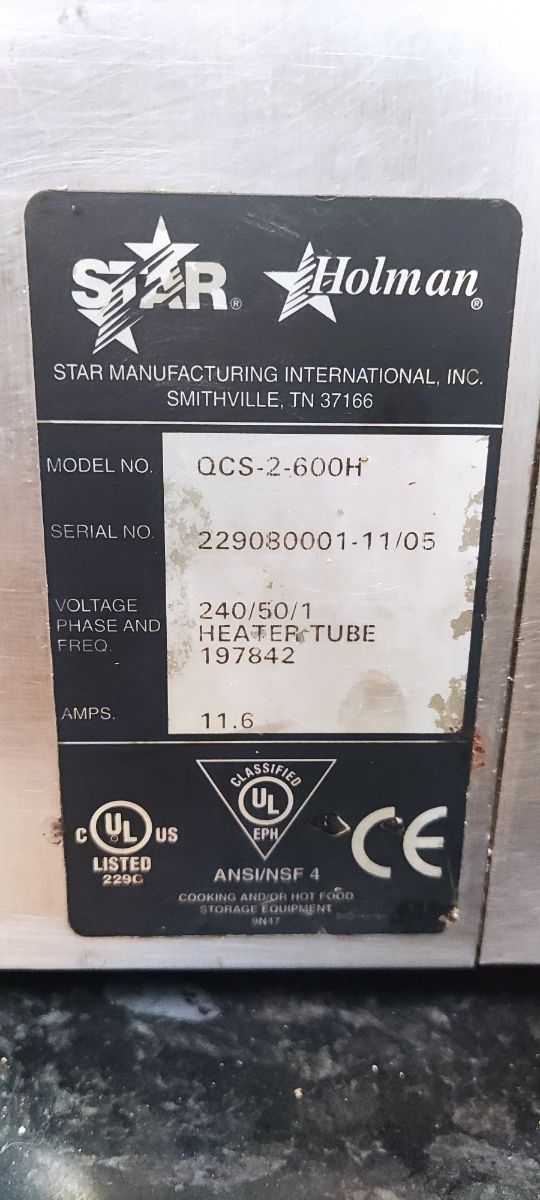 STAR® Holman®
STAR MANUFACTURING INTERNATIONAL, INC.
SMITHVILLE, TN 37166
MODEL NO. QCS-2-600H
SERIAL NO. 229080001-11/05
VOLTAGE
PHASE AND
FREQ.
240/50/1
HEATER TUBE
197842
AMPS. 11.6
CLASSIFIED
UL
EPH
C UL US
LISTED
229G
CE
ANSI/NSF 4
COOKING AND/OR HOT FOOD
STORAGE EQUIPMENT
9N47